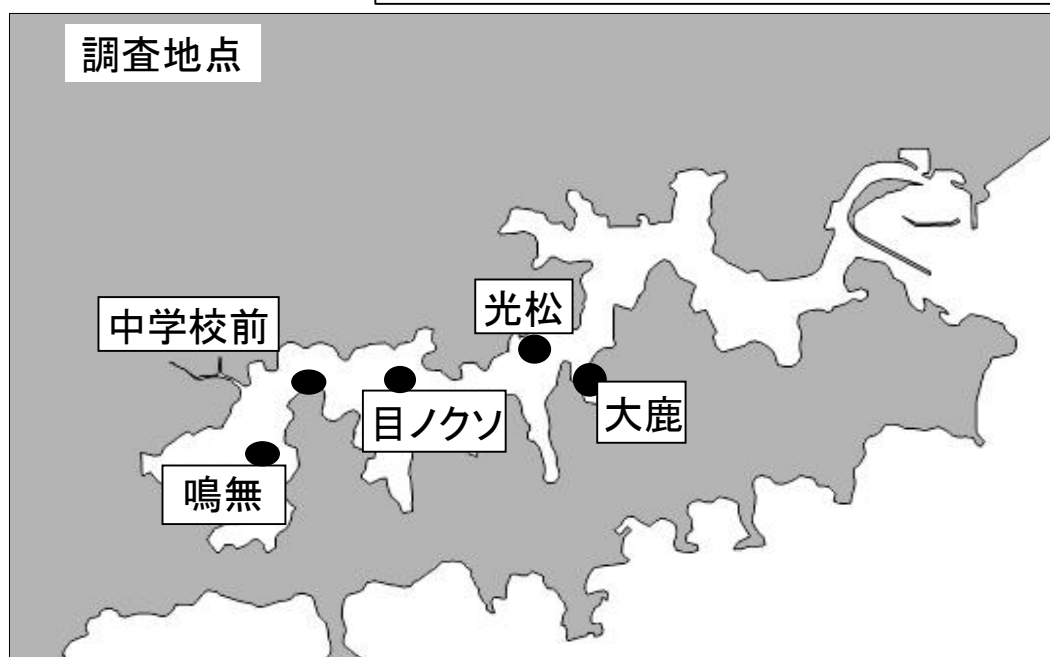 調査地点
光松
中学校前
目ノクソ
大鹿
鳴無